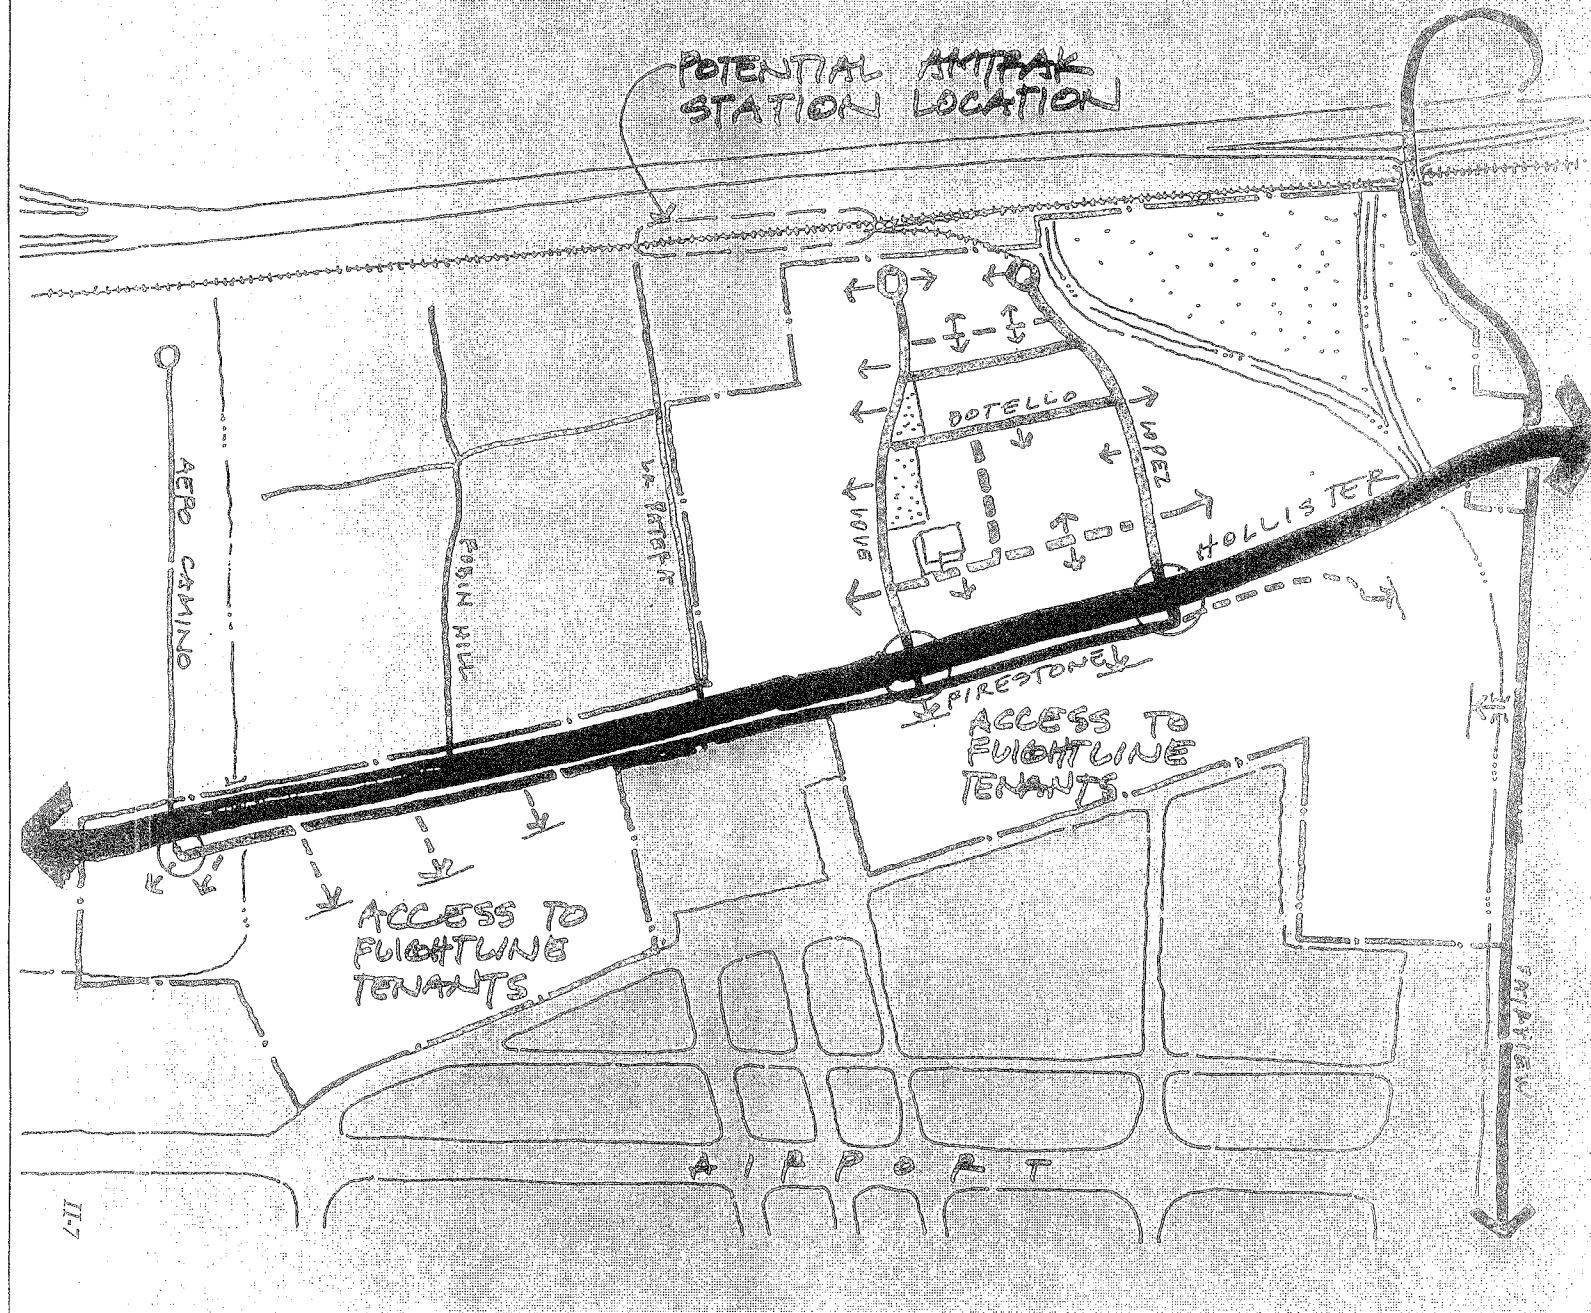 POTENTIAL AMTRAK
STATION LOCATION
BOTELLO
LOPEZ
AERO CAMINO
ROBIN HILL
LA PATERA
LOVE
HOLLISTER
FIRESTONE
ACCESS TO
FLIGHTLINE
TENANTS
ACCESS TO
FLIGHTLINE
TENANTS
FAIRVIEW
AIRPORT
II-7